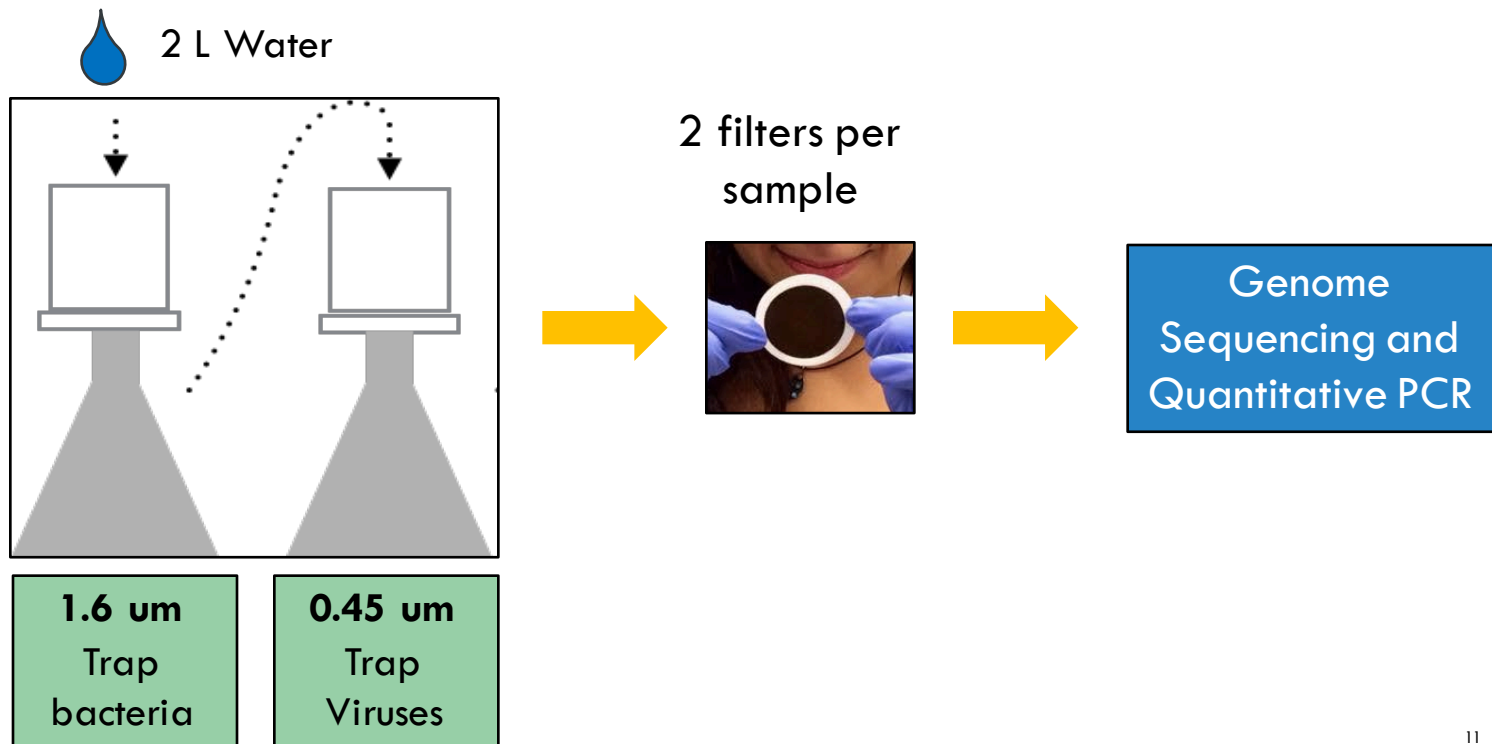 2 L Water
2 filters per
sample
Genome
Sequencing and
Quantitative PCR
1.6 um
Trap
bacteria
0.45 um
Trap
Viruses
11